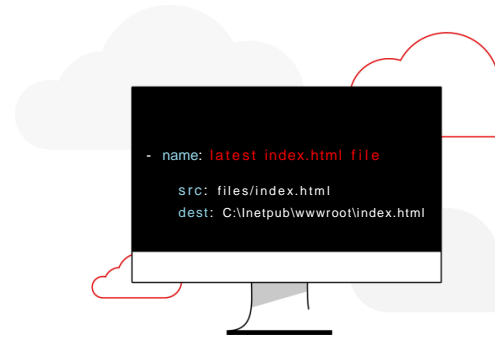 - name: latest index.html file
src: files/index.html
dest: C:\Inetpub\wwwroot\index.html